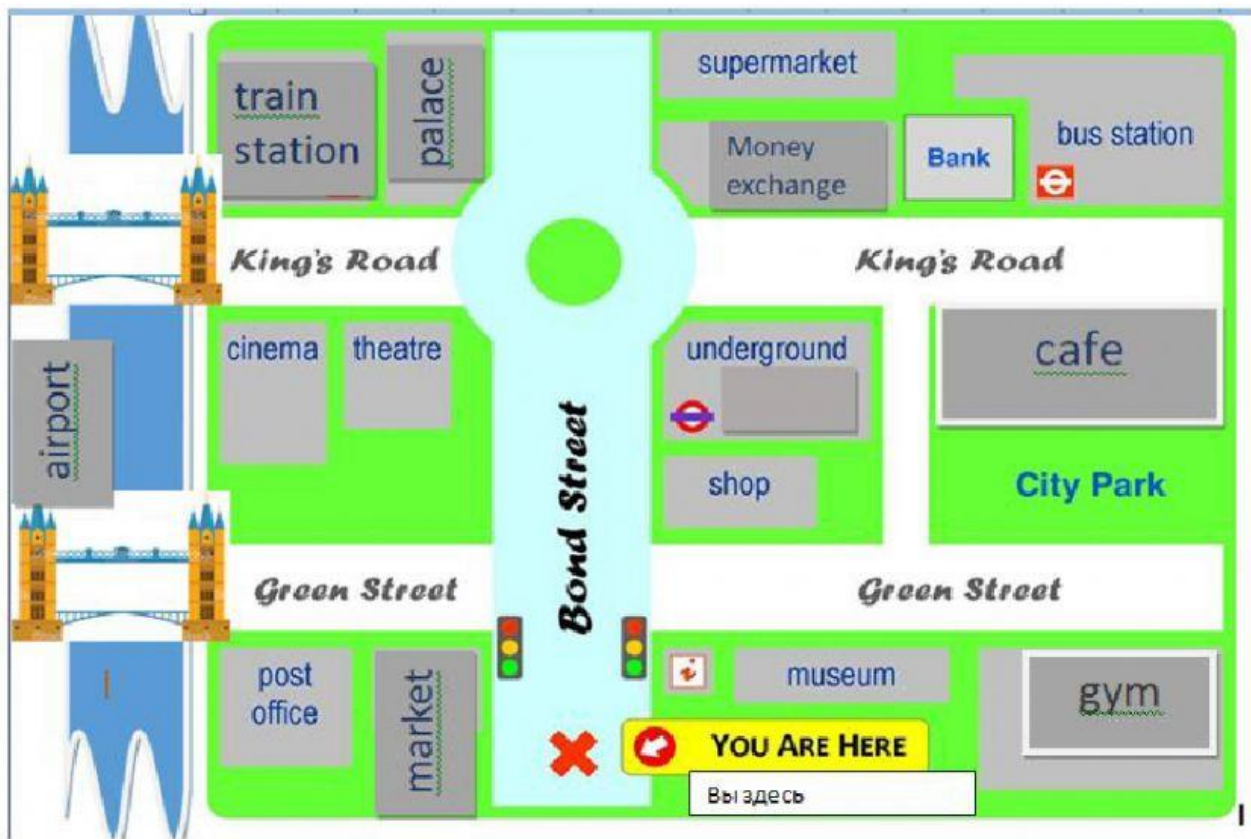 train
station
palace
supermarket
Money
exchange
Bank
bus station
King's Road
King's Road
cinema
theatre
underground
cafe
airport
Bond Street
shop
City Park
Green Street
Green Street
post
office
market
i
museum
gym
YOU ARE HERE
Вы здесь